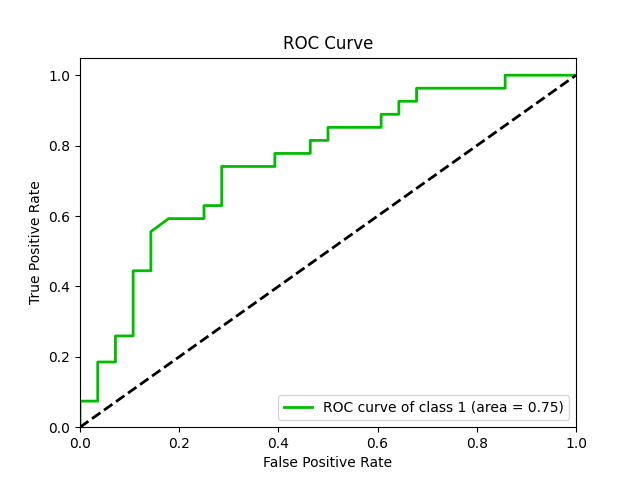 ROC Curve
True Positive Rate
1.0
0.8
0.6
0.4
0.2
0.0
ROC curve of class 1 (area = 0.75)
0.0 0.2 0.4 0.6 0.8 1.0
False Positive Rate